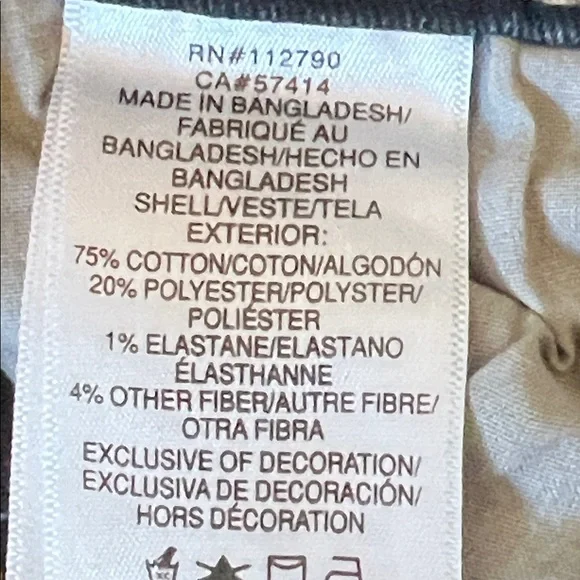 RN#112790
CA#57414
MADE IN BANGLADESH/
FABRIQUÉ AU
BANGLADESH/HECHO EN
BANGLADESH
SHELL/VESTE/TELA
EXTERIOR:
75% COTTON/COTON/ALGODÓN
20% POLYESTER/POLYSTER/
POLIÉSTER
1% ELASTANE/ELASTANO
ÉLASTHANNE
4% OTHER FIBER/AUTRE FIBRE/
OTRA FIBRA
EXCLUSIVE OF DECORATION/
EXCLUSIVA DE DECORACIÓN/
HORS DÉCORATION